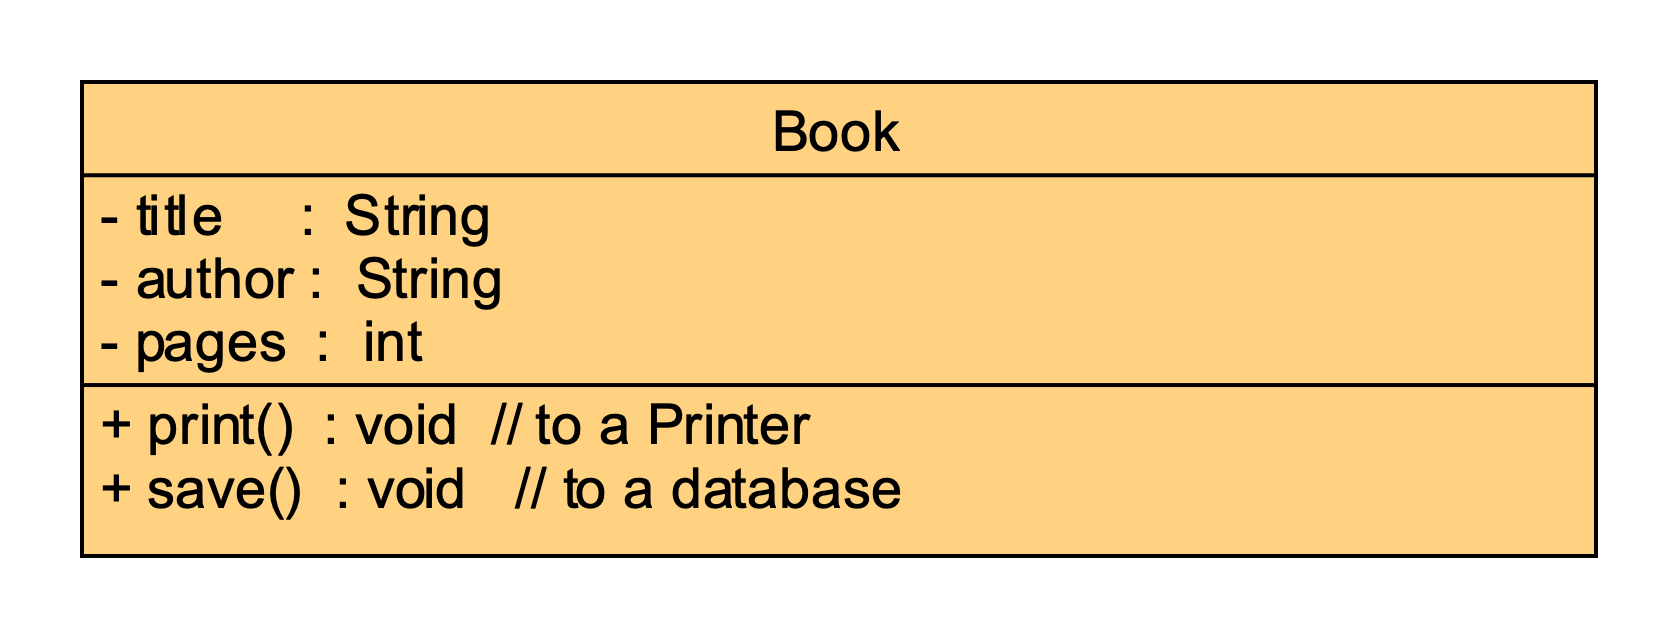 Book
- title : String
- author : String
- pages : int
+ print() : void // to a Printer
+ save() : void // to a database